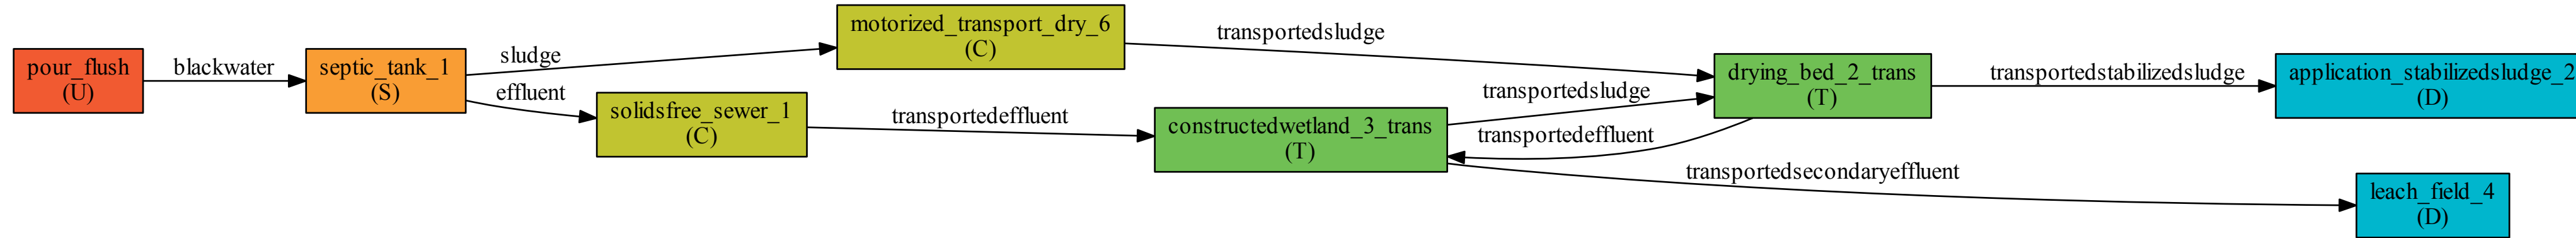 pour_flush
(U)
blackwater
septic_tank_1
(S)
sludge
effluent
motorized_transport_dry_6
(C)
solidsfree_sewer_1
(C)
transportedsludge
transportedeffluent
constructedwetland_3_trans
(T)
transportedsludge
transportedeffluent
drying_bed_2_trans
(T)
transportedstabilizedsludge
transportedsecondaryeffluent
application_stabilizedsludge_2
(D)
leach_field_4
(D)